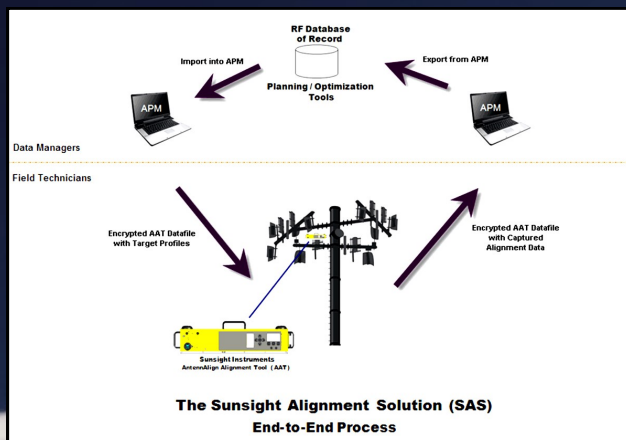 RF Database
of Record
Import into APM
Export from APM
Planning / Optimization
Tools
APM
APM
Data Managers
Field Technicians
Encrypted AAT Datafile
with Target Profiles
Encrypted AAT Datafile
with Captured
Alignment Data
Sunsight Instruments
AntennAlign Alignment Tool (AAT)
The Sunsight Alignment Solution (SAS)
End-to-End Process